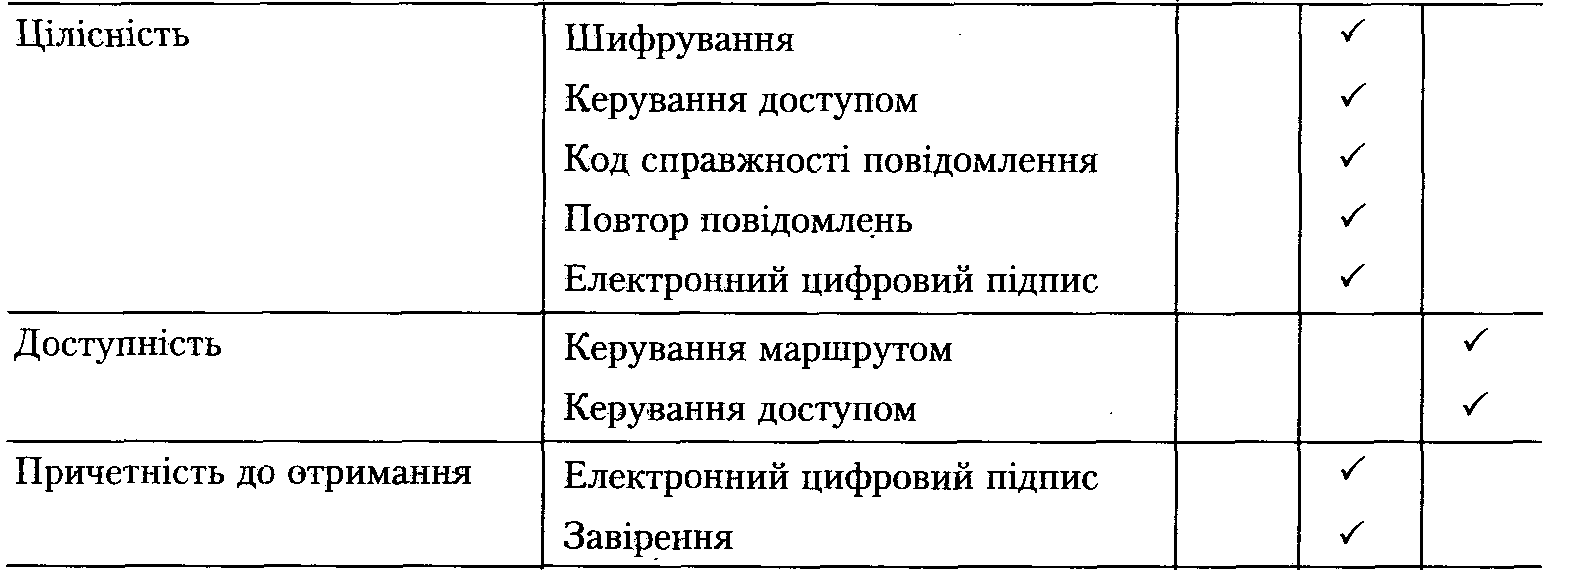 Цілісність Шифрування ✓
Керування доступом ✓
Код справжності повідомлення ✓
Повтор повідомлень ✓
Електронний цифровий підпис ✓
Доступність Керування маршрутом ✓
Керування доступом ✓
Причетність до отримання Електронний цифровий підпис ✓
Завірення ✓